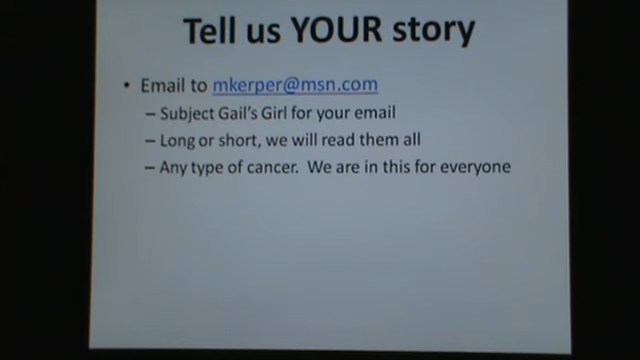 Tell us YOUR story
• Email to mkerper@msn.com
– Subject Gail's Girl for your email
– Long or short, we will read them all
– Any type of cancer.  We are in this for everyone